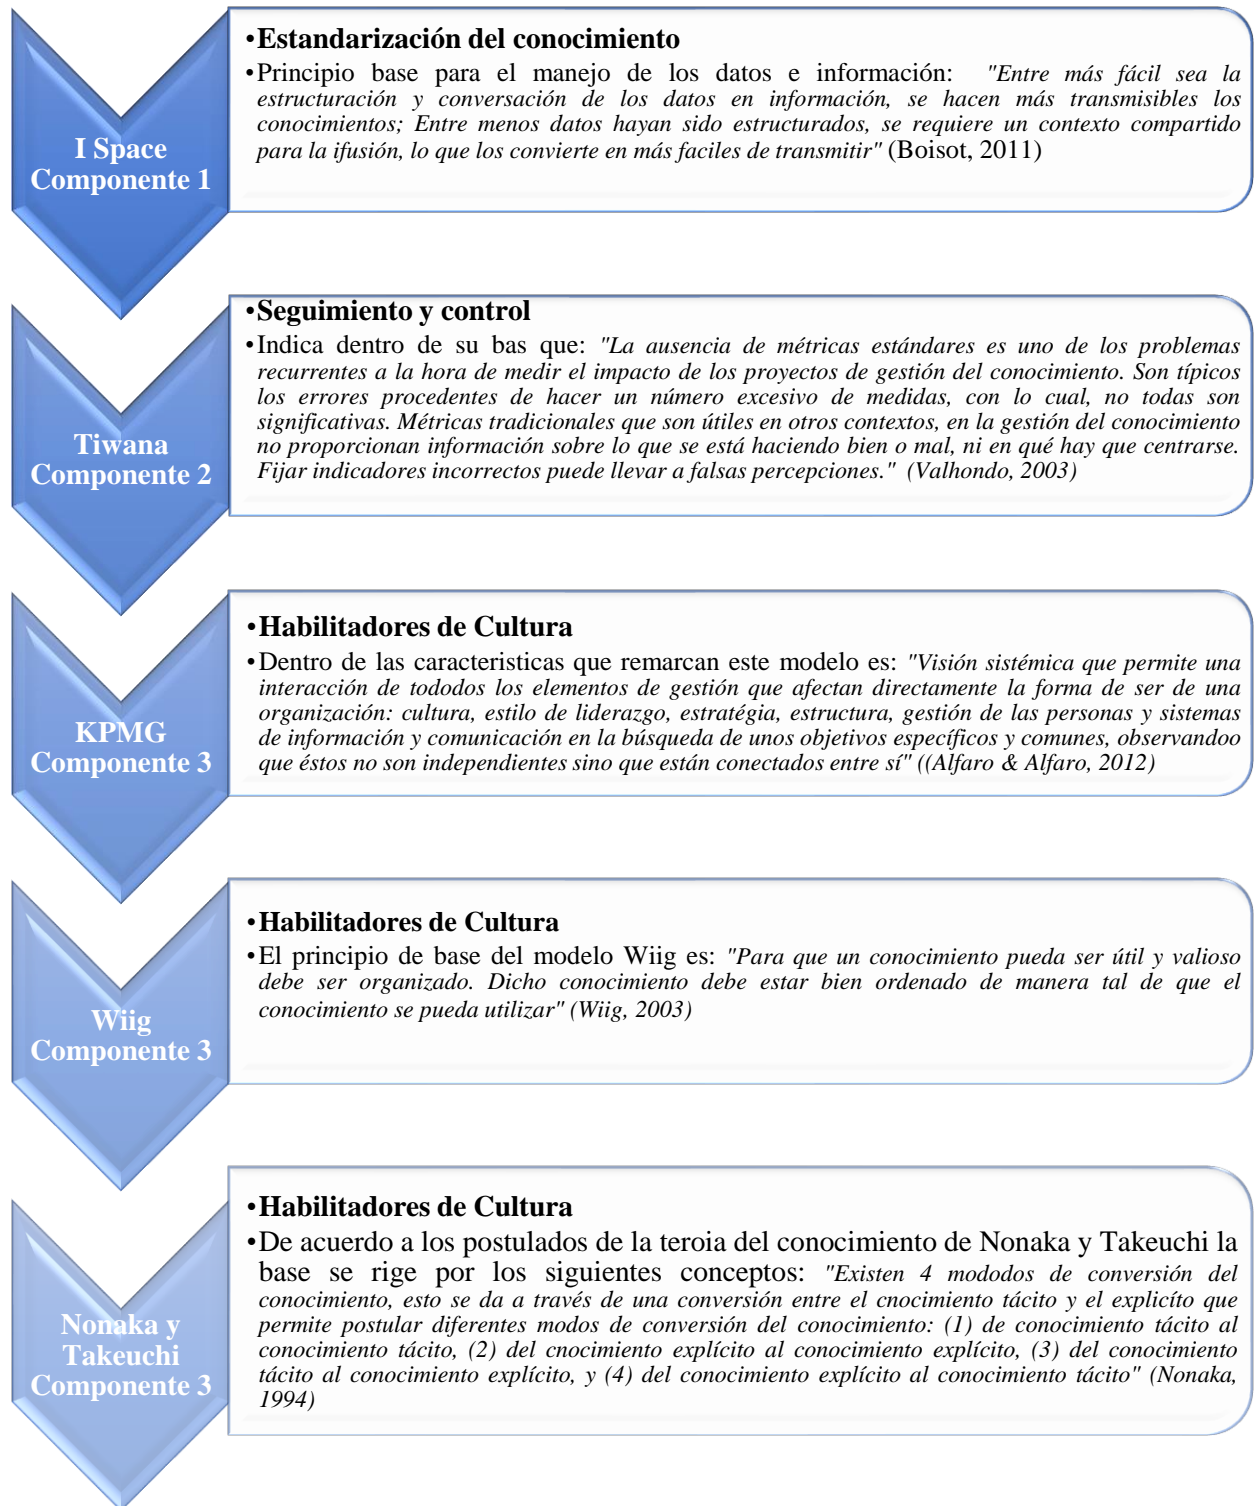 I Space
Componente 1
•Estandarización del conocimiento
•Principio base para el manejo de los datos e información: "Entre más fácil sea la
estructuración y conversación de los datos en información, se hacen más transmisibles los
conocimientos; Entre menos datos hayan sido estructurados, se requiere un contexto compartido
para la ifusión, lo que los convierte en más faciles de transmitir" (Boisot, 2011)
Tiwana
Componente 2
•Seguimiento y control
•Indica dentro de su bas que: "La ausencia de métricas estándares es uno de los problemas
recurrentes a la hora de medir el impacto de los proyectos de gestión del conocimiento. Son típicos
los errores procedentes de hacer un número excesivo de medidas, con lo cual, no todas son
significativas. Métricas tradicionales que son útiles en otros contextos, en la gestión del conocimiento
no proporcionan información sobre lo que se está haciendo bien o mal, ni en qué hay que centrarse.
Fijar indicadores incorrectos puede llevar a falsas percepciones." (Valhondo, 2003)
KPMG
Componente 3
•Habilitadores de Cultura
•Dentro de las caracteristicas que remarcan este modelo es: "Visión sistémica que permite una
interacción de tododos los elementos de gestión que afectan directamente la forma de ser de una
organización: cultura, estilo de liderazgo, estratégia, estructura, gestión de las personas y sistemas
de información y comunicación en la búsqueda de unos objetivos específicos y comunes, observandoo
que éstos no son independientes sino que están conectados entre sí" ((Alfaro & Alfaro, 2012)
Wiig
Componente 3
•Habilitadores de Cultura
•El principio de base del modelo Wiig es: "Para que un conocimiento pueda ser útil y valioso
debe ser organizado. Dicho conocimiento debe estar bien ordenado de manera tal de que el
conocimiento se pueda utilizar" (Wiig, 2003)
Nonaka y
Takeuchi
Componente 3
•Habilitadores de Cultura
•De acuerdo a los postulados de la teroia del conocimiento de Nonaka y Takeuchi la
base se rige por los siguientes conceptos: "Existen 4 mododos de conversión del
conocimiento, esto se da a través de una conversión entre el cnocimiento tácito y el explicíto que
permite postular diferentes modos de conversión del conocimiento: (1) de conocimiento tácito al
conocimiento tácito, (2) del cnocimiento explícito al conocimiento explícito, (3) del conocimiento
tácito al conocimiento explícito, y (4) del conocimiento explícito al conocimiento tácito" (Nonaka,
1994)